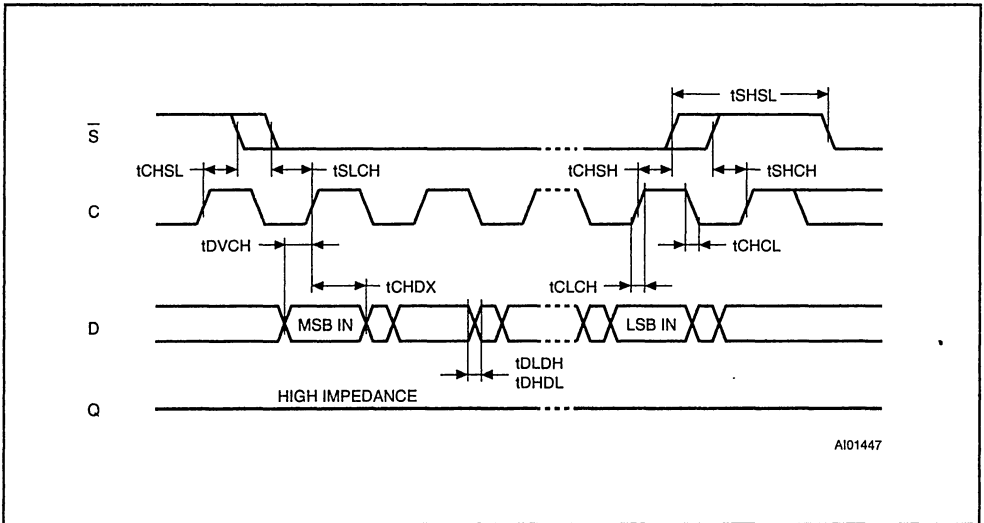 tSHSL
S
tCHSL
tSLCH
tCHSH
tSHCH
C
tDVCH
tCHCL
tCHDX
tCLCH
D
MSB IN
LSB IN
tDLDH
tDHDL
HIGH IMPEDANCE
Q
AI01447